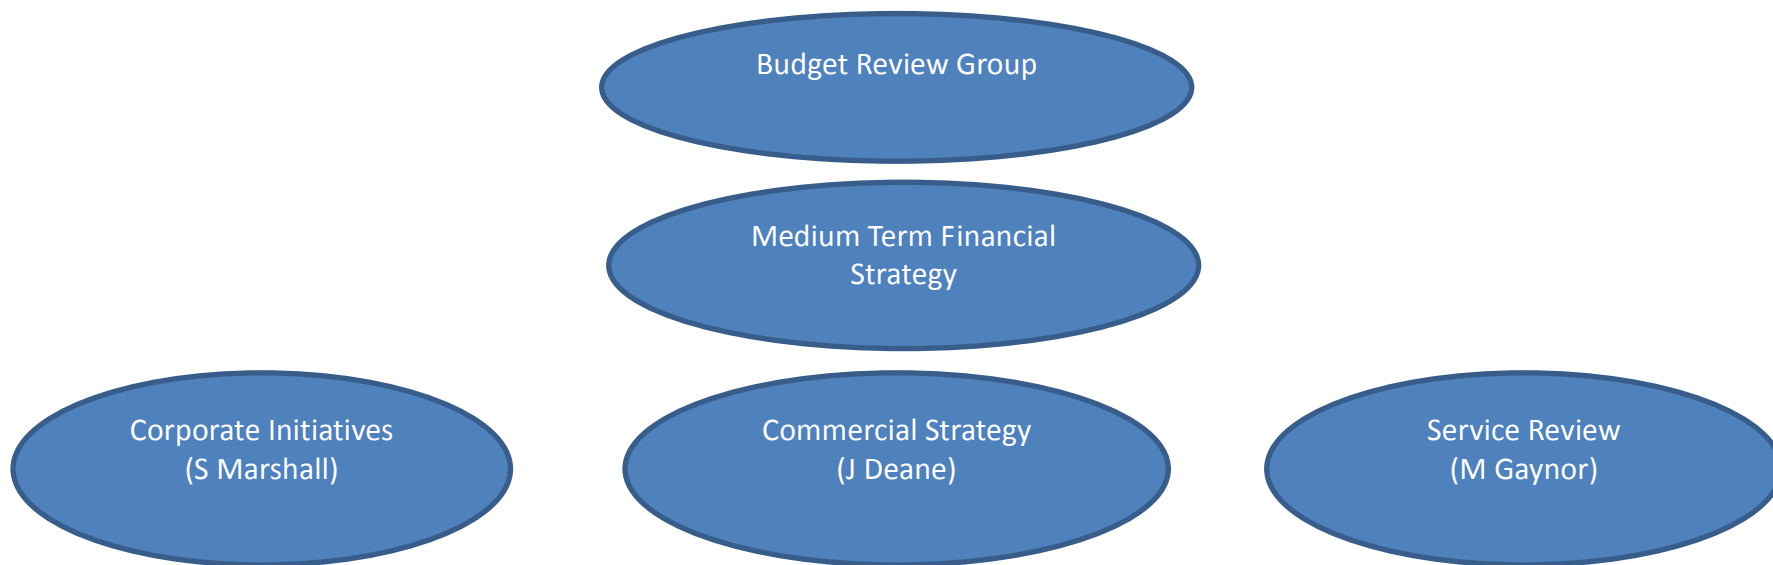 Budget Review Group
Medium Term Financial
Strategy
Corporate Initiatives
(S Marshall)
Commercial Strategy
(J Deane)
Service Review
(M Gaynor)